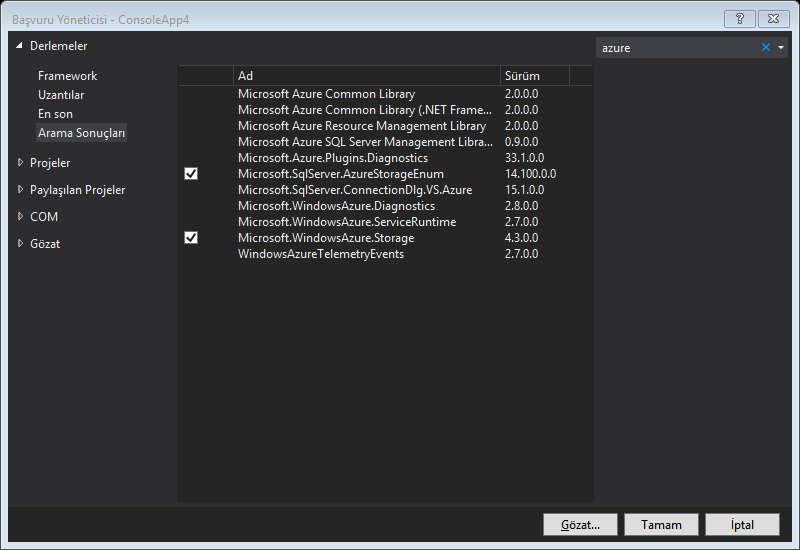 Başvuru Yöneticisi - ConsoleApp4
?
Derlemeler
Framework
Uzantılar
En son
Arama Sonuçları
Projeler
Paylaşılan Projeler
COM
Gözat
Ad Sürüm
Microsoft Azure Common Library 2.0.0.0
Microsoft Azure Common Library (.NET Frame... 2.0.0.0
Microsoft Azure Resource Management Library 2.0.0.0
Microsoft Azure SQL Server Management Libra... 0.9.0.0
Microsoft.Azure.Plugins.Diagnostics 33.1.0.0
Microsoft.SqlServer.AzureStorageEnum 14.100.0.0
Microsoft.SqlServer.ConnectionDlg.VS.Azure 15.1.0.0
Microsoft.WindowsAzure.Diagnostics 2.8.0.0
Microsoft.WindowsAzure.ServiceRuntime 2.7.0.0
Microsoft.WindowsAzure.Storage 4.3.0.0
WindowsAzureTelemetryEvents 2.7.0.0
azure
Gözat... Tamam İptal